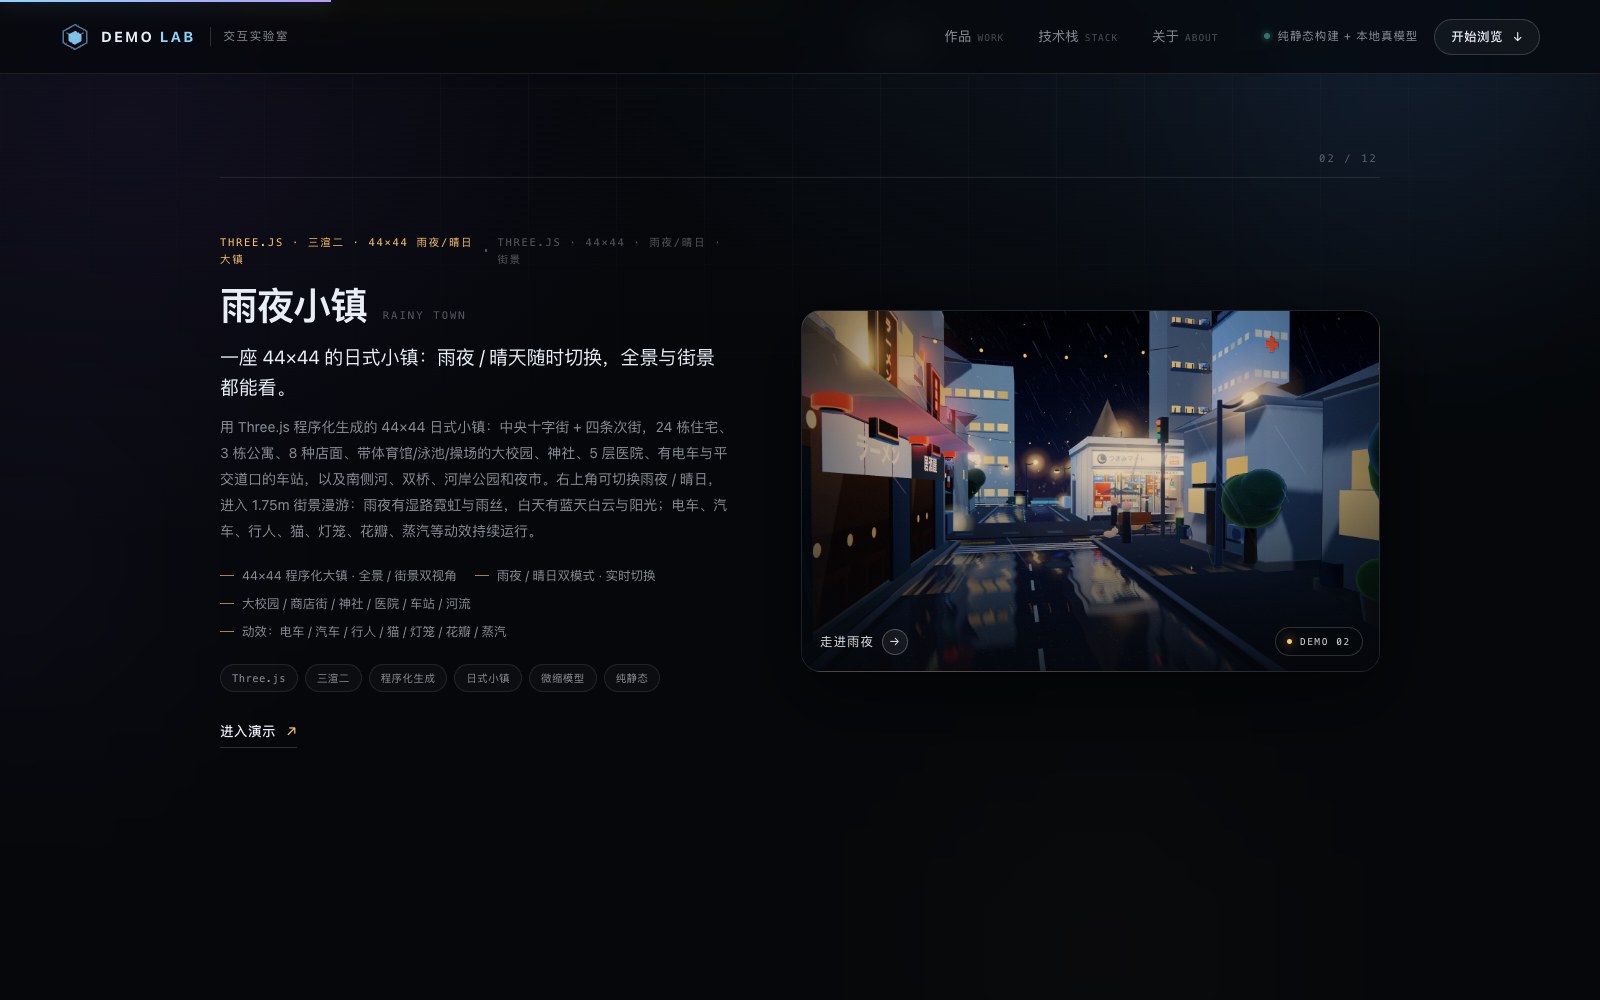 DEMO LAB 交互实验室 作品 WORK 技术栈 STACK 关于 ABOUT 纯静态构建 + 本地真模型 开始浏览 ↓
02 / 12
THREE.JS · 三渲二 · 44×44 雨夜/晴日大镇 · THREE.JS · 44×44 · 雨夜/晴日 · 街景
雨夜小镇 RAINY TOWN
一座 44×44 的日式小镇：雨夜 / 晴天随时切换，全景与街景
都能看。
用 Three.js 程序化生成的 44×44 日式小镇：中央十字街 + 四条次街，24 栋住宅、
3 栋公寓、8 种店面、带体育馆/泳池/操场的大校园、神社、5 层医院、有电车与平
交道口的车站，以及南侧河、双桥、河岸公园和夜市。右上角可切换雨夜 / 晴日，
进入 1.75m 街景漫游：雨夜有湿路霓虹与雨丝，白天有蓝天白云与阳光；电车、汽
车、行人、猫、灯笼、花瓣、蒸汽等动效持续运行。
— 44×44 程序化大镇 · 全景 / 街景双视角 — 雨夜 / 晴日双模式 · 实时切换
— 大校园 / 商店街 / 神社 / 医院 / 车站 / 河流
— 动效：电车 / 汽车 / 行人 / 猫 / 灯笼 / 花瓣 / 蒸汽
Three.js 三渲二 程序化生成 日式小镇 微缩模型 纯静态
进入演示 ↗
ラーメン
走进雨夜 →
DEMO 02